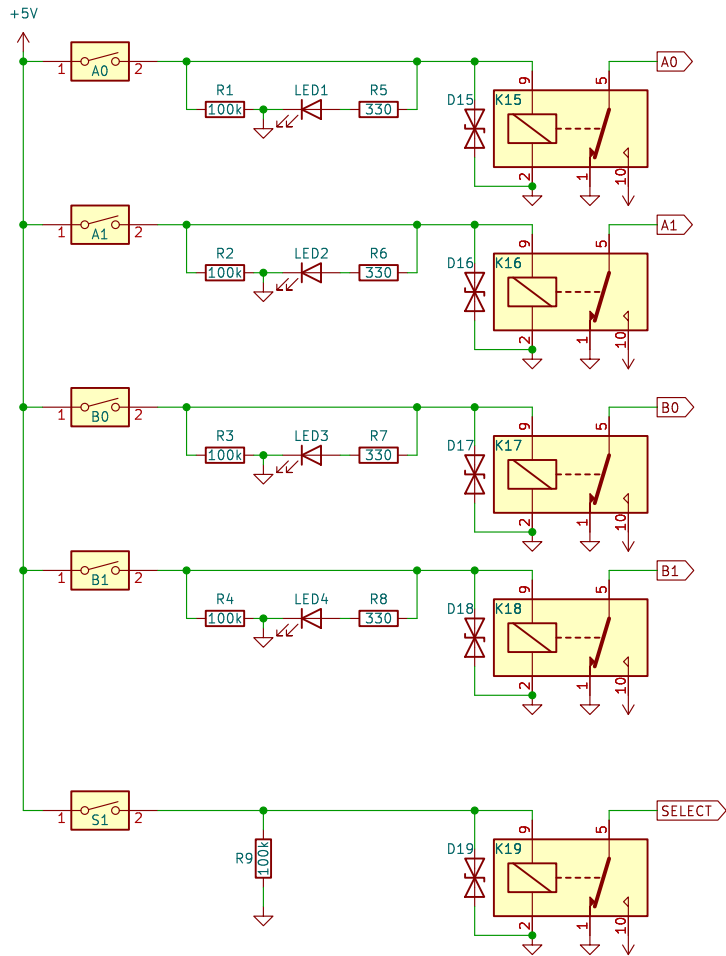 +5V
1 A0 2
R1 LED1 R5
100k 330
D15 K15
9 5 A0
2 1 10
1 A1 2
R2 LED2 R6
100k 330
D16 K16
9 5 A1
2 1 10
1 B0 2
R3 LED3 R7
100k 330
D17 K17
9 5 B0
2 1 10
1 B1 2
R4 LED4 R8
100k 330
D18 K18
9 5 B1
2 1 10
1 S1 2
R9 100k
D19 K19
9 5 SELECT
2 1 10